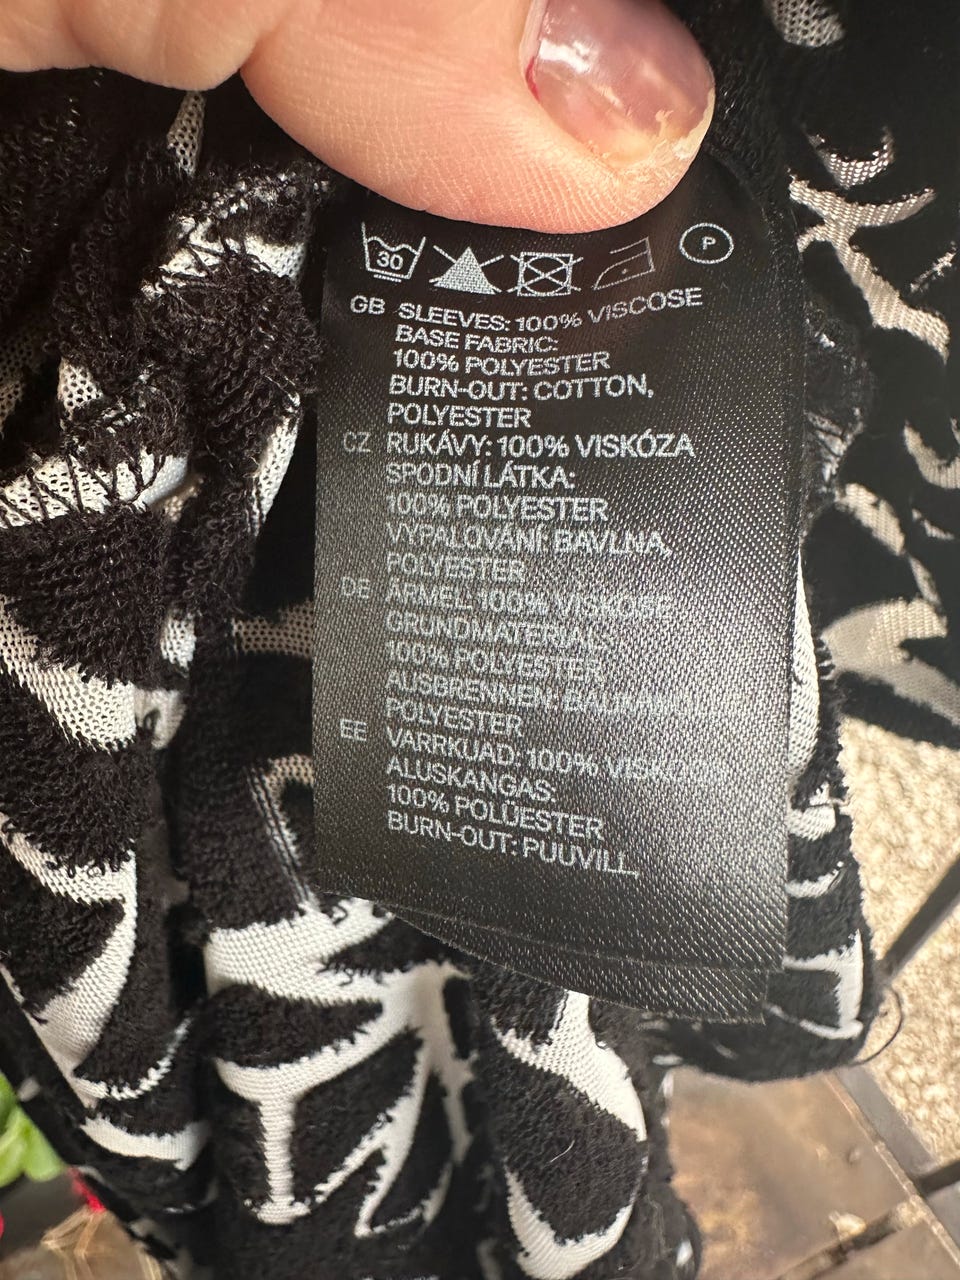 30 P
GB SLEEVES: 100% VISCOSE
BASE FABRIC:
100% POLYESTER
BURN-OUT: COTTON,
POLYESTER
CZ RUKÁVY: 100% VISKÓZA
SPODNÍ LÁTKA:
100% POLYESTER
VYPALOVÁNÍ: BAVLNA,
POLYESTER
DE ÄRMEL: 100% VISKOSE
GRUNDMATERIAL:
100% POLYESTER
AUSBRENNEN:
POLYESTER
EE VARRKUAD: 100%
ALUSKANGAS:
100% POLÜESTER
BURN-OUT: PUUVILL,